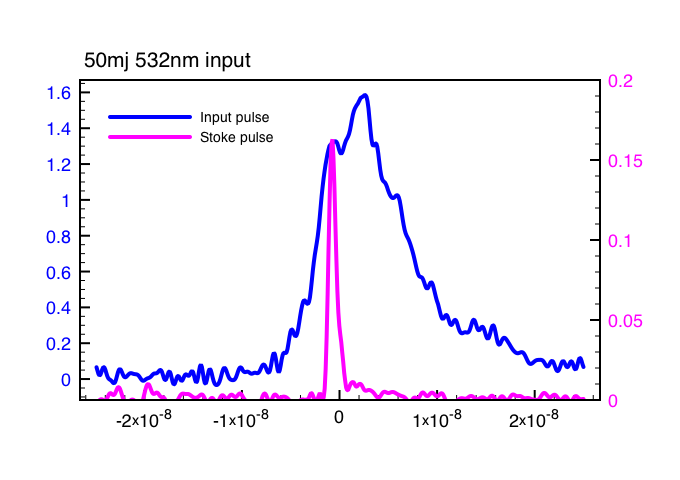 50mj 532nm input
Input pulse
Stoke pulse
1.6
1.4
1.2
1
0.8
0.6
0.4
0.2
0
0.2
0.15
0.1
0.05
0
-2x10-8
-1x10-8
0
1x10-8
2x10-8